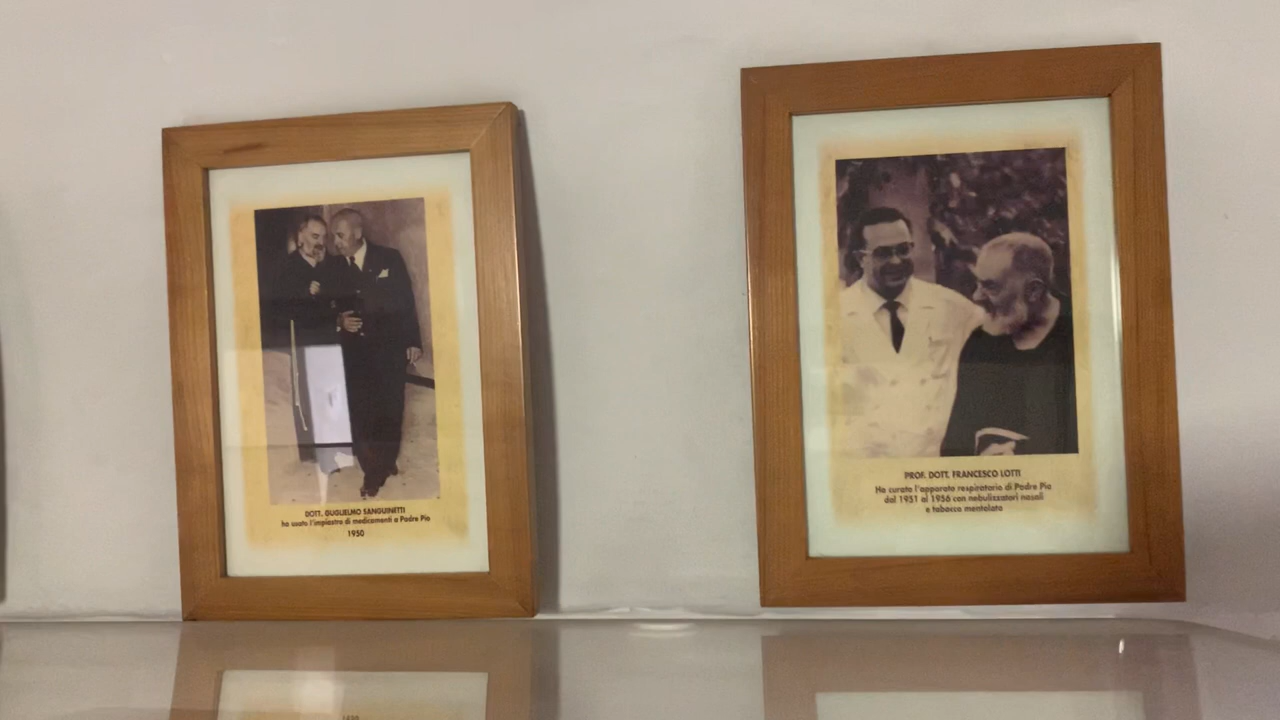 DOTT. GUGLIELMO SANGUINETTI
ha usato l'impiastro di medicamenti a Padre Pio
1950
PROF. DOTT. FRANCESCO LOTTI
Ha curato l'apparato respiratorio di Padre Pio
dal 1951 al 1956 con nebulizzatori nasali
e tabacco mentolato